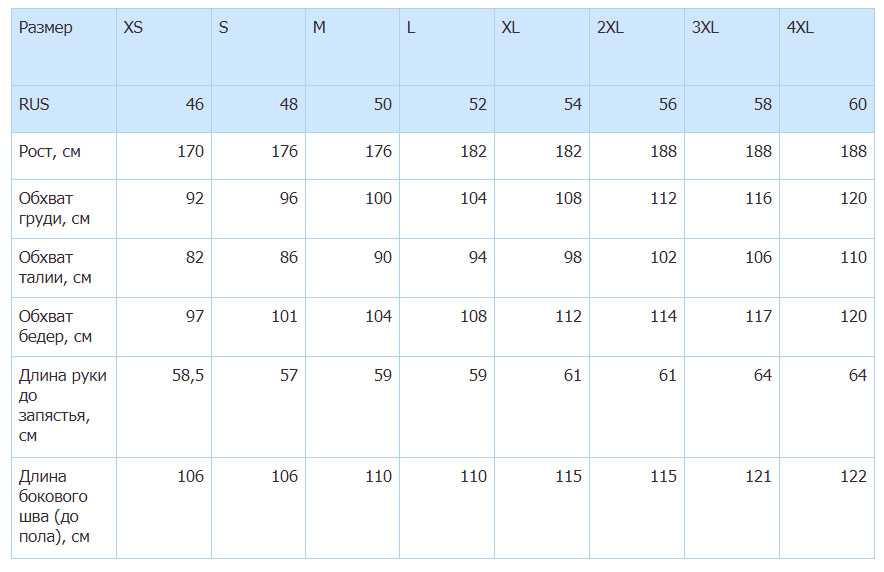 Размер XS S M L XL 2XL 3XL 4XL
RUS 46 48 50 52 54 56 58 60
Рост, см 170 176 176 182 182 188 188 188
Обхват 92 96 100 104 108 112 116 120
груди, см
Обхват 82 86 90 94 98 102 106 110
талии, см
Обхват 97 101 104 108 112 114 117 120
бедер, см
Длина руки 58,5 57 59 59 61 61 64 64
до
запястья,
см
Длина 106 106 110 110 115 115 121 122
бокового
шва (до
пола), см